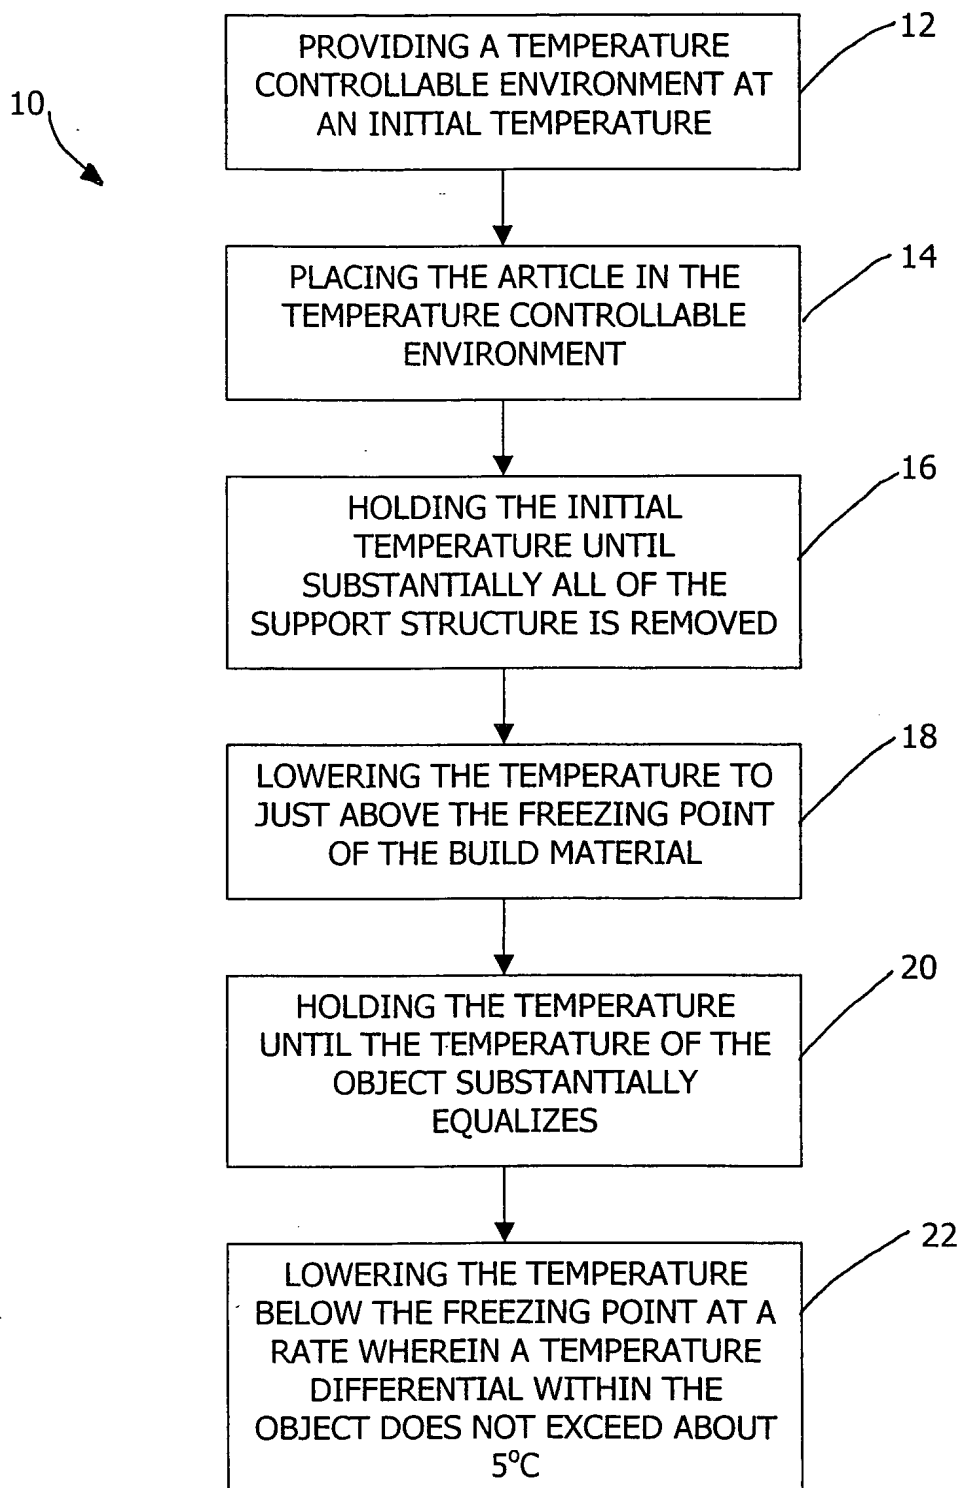 10
12
PROVIDING A TEMPERATURE
CONTROLLABLE ENVIRONMENT AT
AN INITIAL TEMPERATURE
14
PLACING THE ARTICLE IN THE
TEMPERATURE CONTROLLABLE
ENVIRONMENT
16
HOLDING THE INITIAL
TEMPERATURE UNTIL
SUBSTANTIALLY ALL OF THE
SUPPORT STRUCTURE IS REMOVED
18
LOWERING THE TEMPERATURE TO
JUST ABOVE THE FREEZING POINT
OF THE BUILD MATERIAL
20
HOLDING THE TEMPERATURE
UNTIL THE TEMPERATURE OF THE
OBJECT SUBSTANTIALLY
EQUALIZES
22
LOWERING THE TEMPERATURE
BELOW THE FREEZING POINT AT A
RATE WHEREIN A TEMPERATURE
DIFFERENTIAL WITHIN THE
OBJECT DOES NOT EXCEED ABOUT
5°C